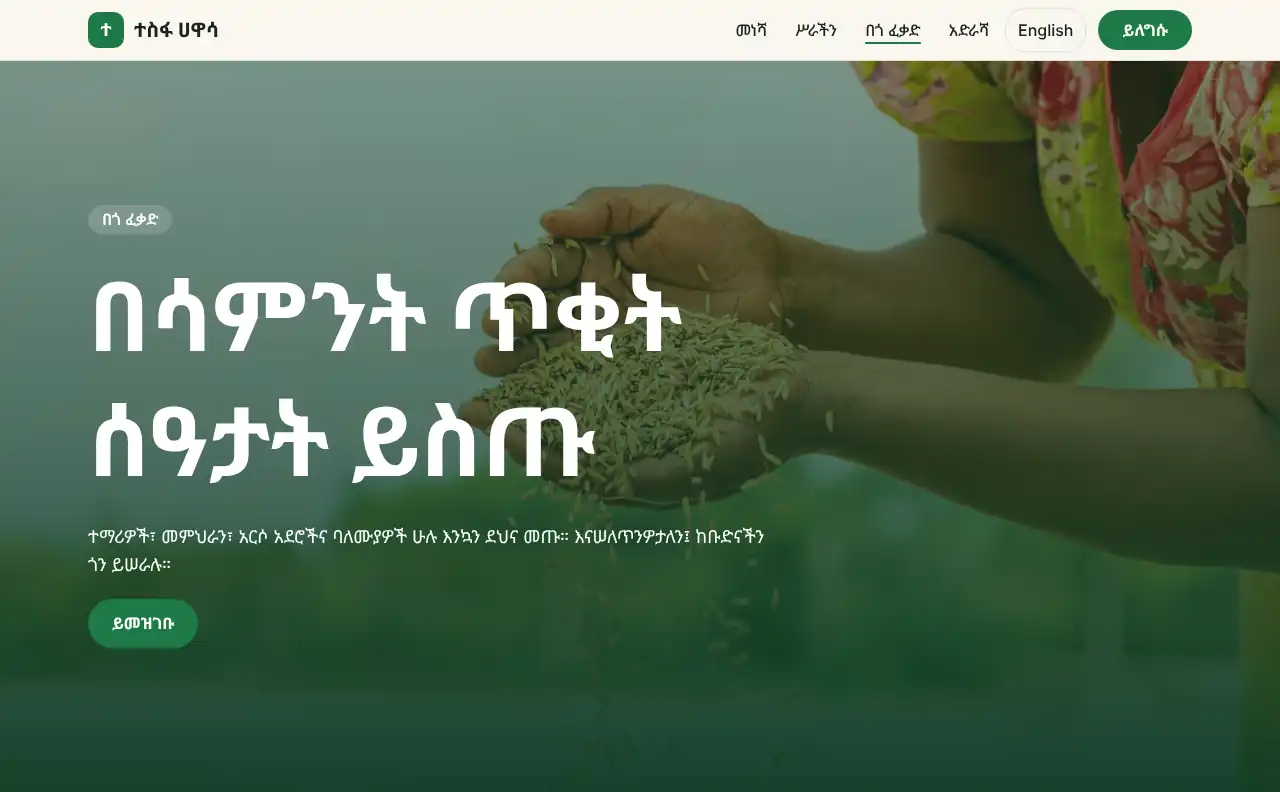 ተ ተስፋ ሀዋሳ
መነሻ ሥራችን በጎ ፈቃድ አድራሻ English ይለግሱ
በጎ ፈቃድ
በሳምንት ጥቂት
ሰዓታት ይስጡ
ተማሪዎች፣ መምህራን፣ አርሶ አደሮችና ባለሙያዎች ሁሉ እንኳን ደህና መጡ። እናሠለጥንዎታለን፤ ከቡድናችን
ጎን ይሠራሉ።
ይመዝገቡ